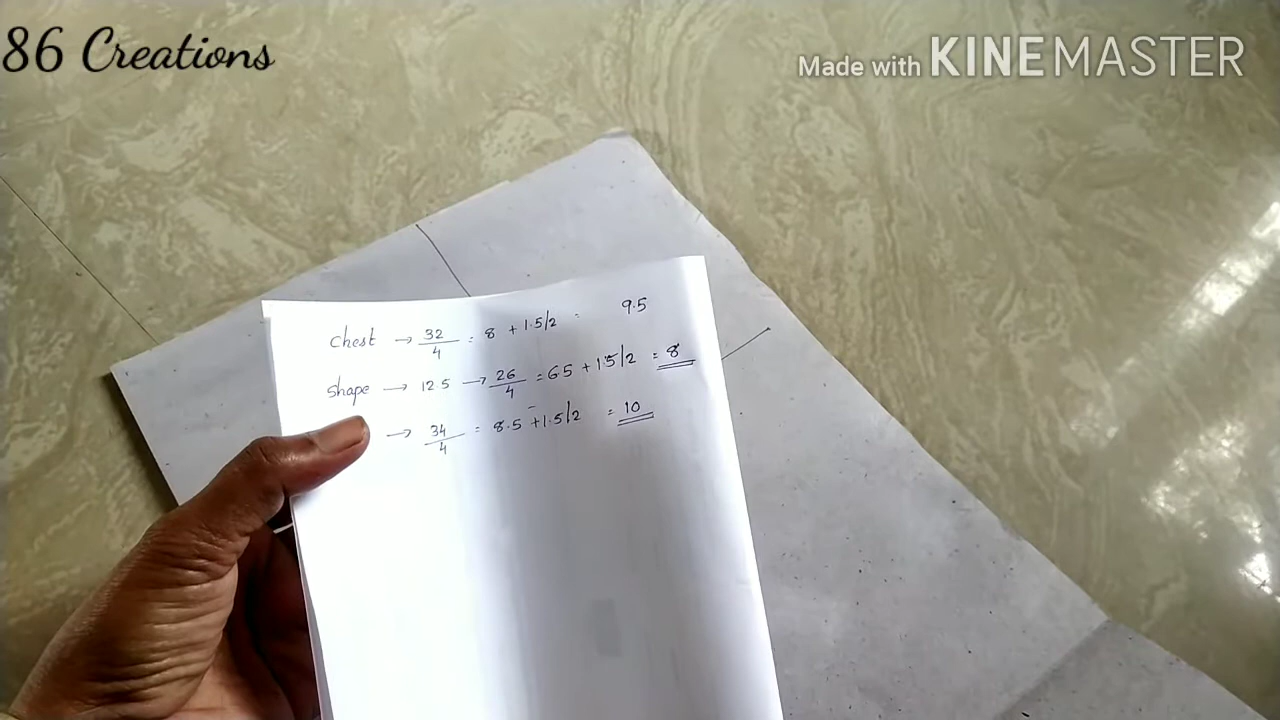 86 Creations
Made with KINEMASTER
chest → 32/4 = 8 + 1.5/2 = 9.5
shape → 12.5 → 26/4 = 6.5 + 1.5/2 = 8
→ 34/4 = 8.5 + 1.5/2 = 10